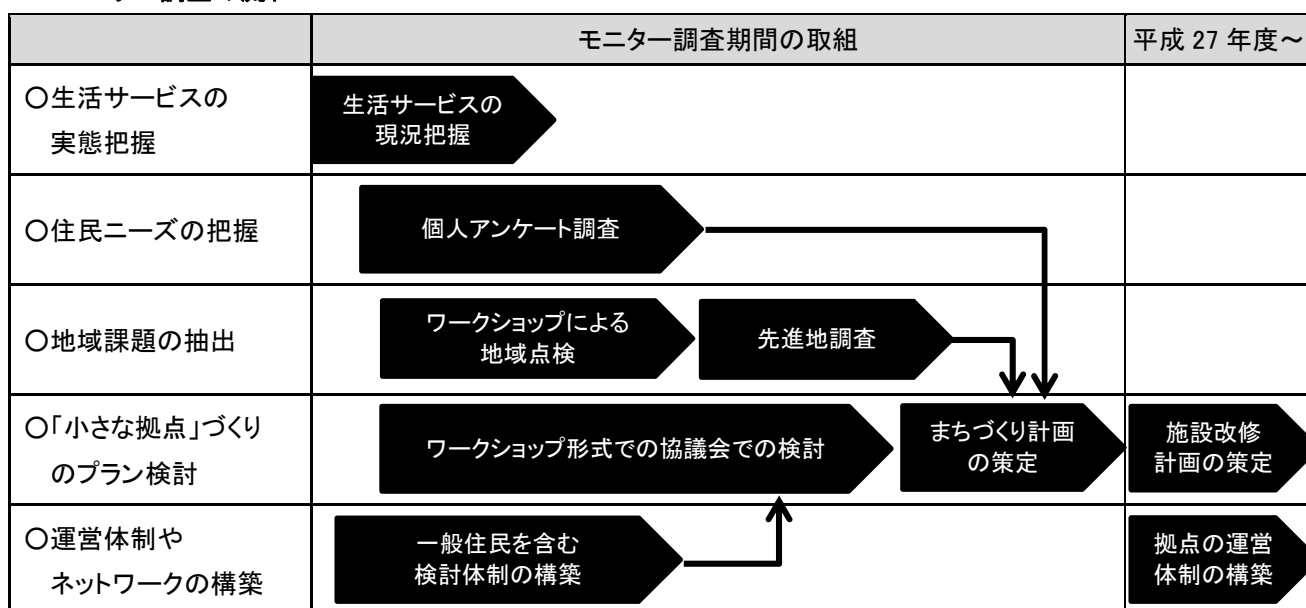 モニター調査期間の取組
平成 27 年度～
○生活サービスの
実態把握
生活サービスの
現況把握
○住民ニーズの把握
個人アンケート調査
○地域課題の抽出
ワークショップによる
地域点検
先進地調査
○「小さな拠点」づくり
のプラン検討
ワークショップ形式での協議会での検討
まちづくり計画
の策定
施設改修
計画の策定
○運営体制や
ネットワークの構築
一般住民を含む
検討体制の構築
拠点の運営
体制の構築